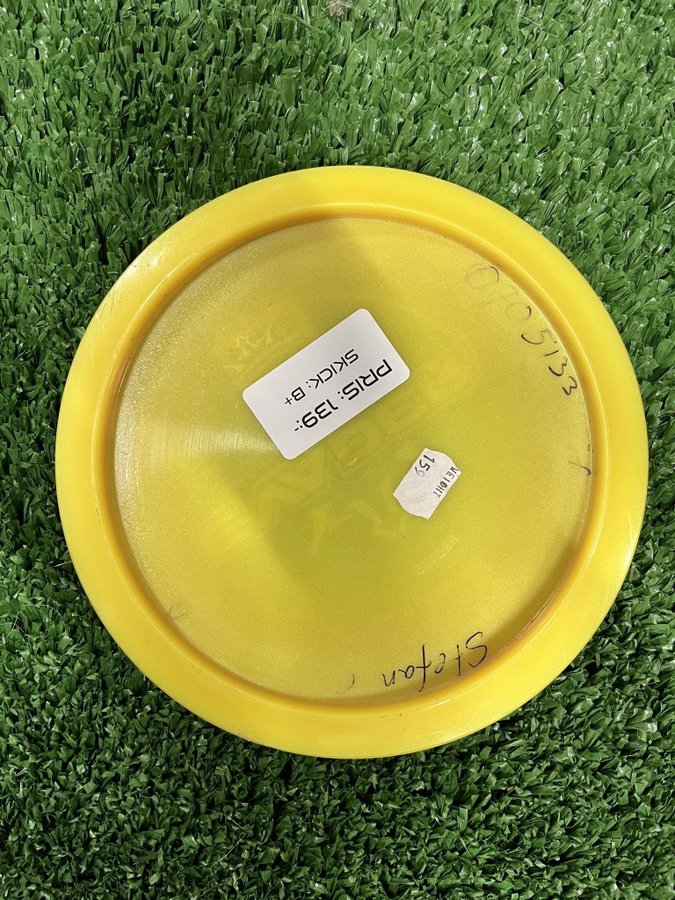 PRIS: 139:-
SKICK: B+
WEIGHT
159
0705133
Stefan